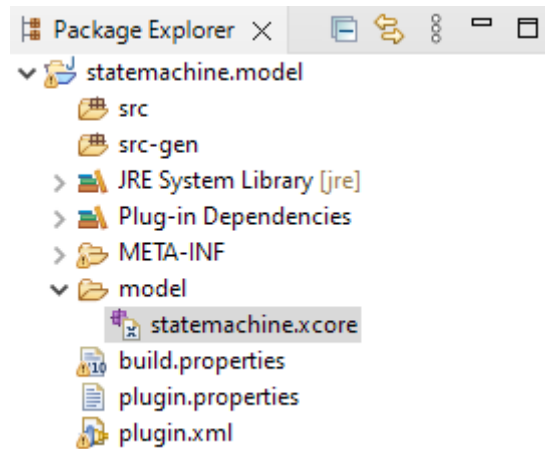 Package Explorer
statemachine.model
src
src-gen
JRE System Library [jre]
Plug-in Dependencies
META-INF
model
statemachine.xcore
build.properties
plugin.properties
plugin.xml